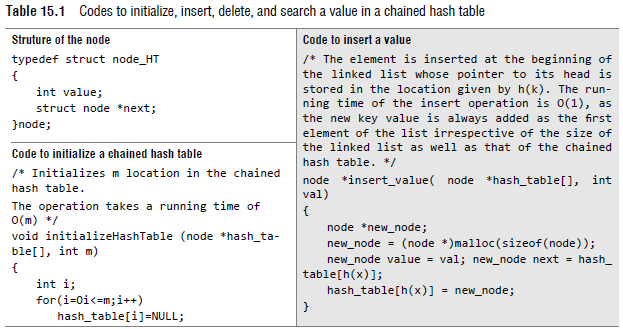 Table 15.1 Codes to initialize, insert, delete, and search a value in a chained hash table
Struture of the node
typedef struct node_HT
{
int value;
struct node *next;
}node;
Code to initialize a chained hash table
/* Initializes m location in the chained
hash table.
The operation takes a running time of
O(m) */
void initializeHashTable (node *hash_ta-
ble[], int m)
{
int i;
for(i=0i<=m;i++)
hash_table[i]=NULL;
Code to insert a value
/* The element is inserted at the beginning of
the linked list whose pointer to its head is
stored in the location given by h(k). The run-
ning time of the insert operation is O(1), as
the new key value is always added as the first
element of the list irrespective of the size of
the linked list as well as that of the chained
hash table. */
node *insert_value( node *hash_table[], int
val)
{
node *new_node;
new_node = (node *)malloc(sizeof(node));
new_node value = val; new_node next = hash_
table[h(x)];
hash_table[h(x)] = new_node;
}